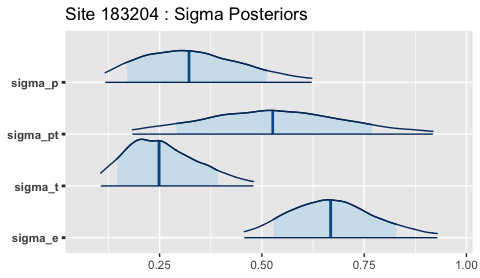 Site 183204 : Sigma Posteriors
sigma_p
sigma_pt
sigma_t
sigma_e
0.25 0.50 0.75 1.00